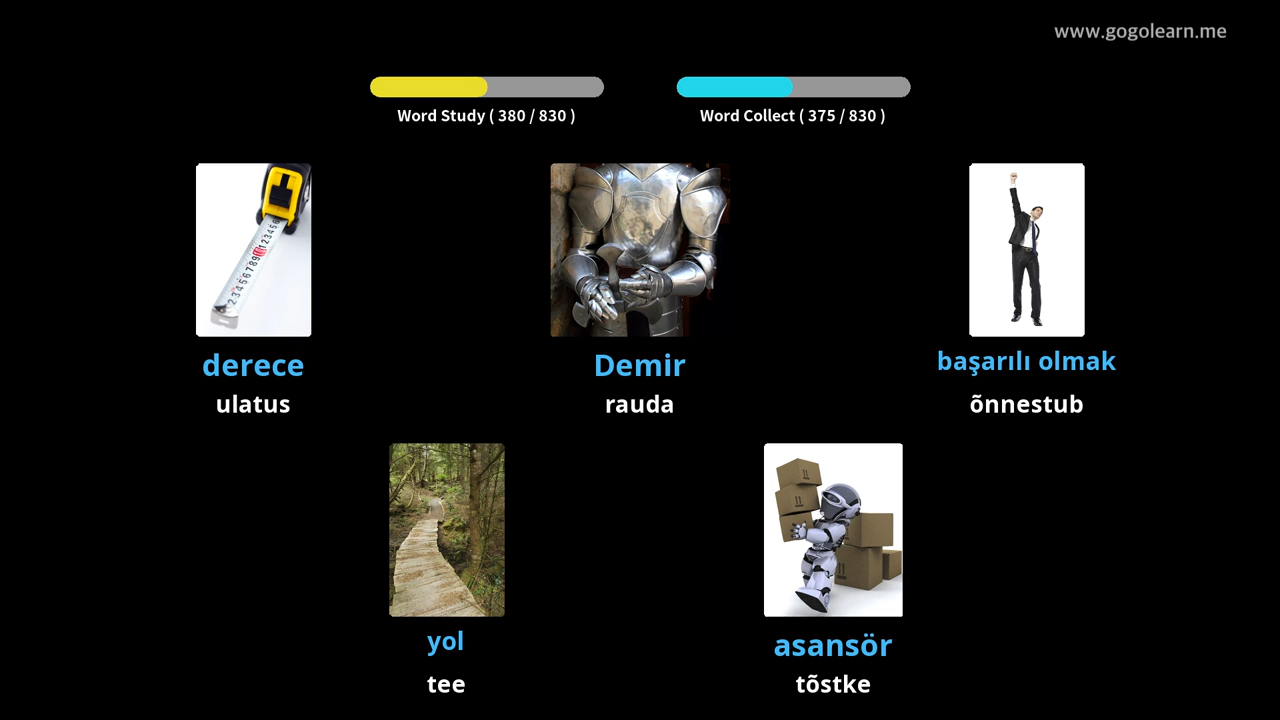 www.gogolearn.me
Word Study ( 380 / 830 )
Word Collect ( 375 / 830 )
derece
ulatus
Demir
rauda
başarılı olmak
õnnestub
yol
tee
asansör
tõstke